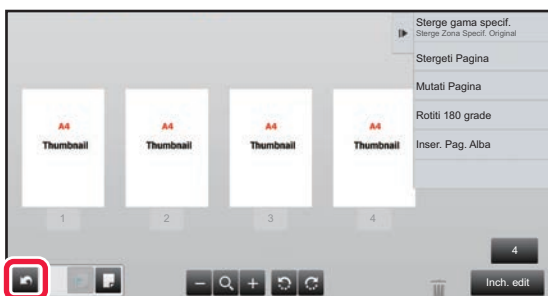 Sterge gama specif.
Sterge Zona Specif. Original
Stergeti Pagina
Mutati Pagina
Rotiti 180 grade
Inser. Pag. Alba
A4
Thumbnail
A4
Thumbnail
A4
Thumbnail
A4
Thumbnail
1
2
3
4
4
Inch. edit